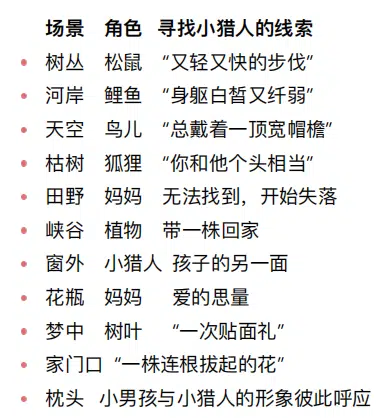 场景 角色 寻找小猎人的线索
树丛 松鼠 “又轻又快的步伐”
河岸 鲤鱼 “身躯白皙又纤弱”
天空 鸟儿 “总戴着一顶宽帽檐”
枯树 狐狸 “你和他个头相当”
田野 妈妈 无法找到，开始失落
峡谷 植物 带一株回家
窗外 小猎人 孩子的另一面
花瓶 妈妈 爱的思量
梦中 树叶 “一次贴面礼”
家门口 “一株连根拔起的花”
枕头 小男孩与小猎人的形象彼此呼应